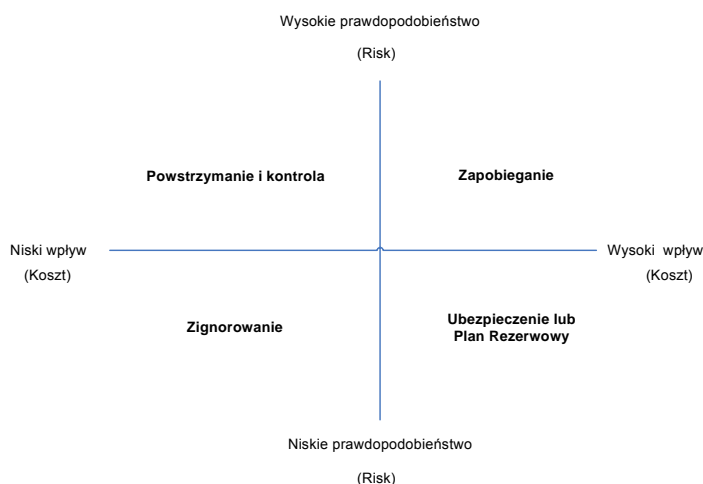 Wysokie prawdopodobieństwo
(Risk)
Powstrzymanie i kontrola
Zapobieganie
Niski wpływ
(Koszt)
Wysoki wpływ
(Koszt)
Zignorowanie
Ubezpieczenie lub
Plan Rezerwowy
Niskie prawdopodobieństwo
(Risk)